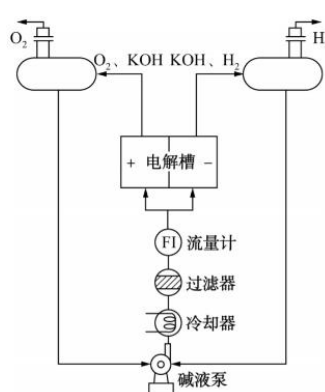 O₂
H
O₂、KOH KOH、H₂
+ 电解槽 −
FI 流量计
过滤器
冷却器
碱液泵